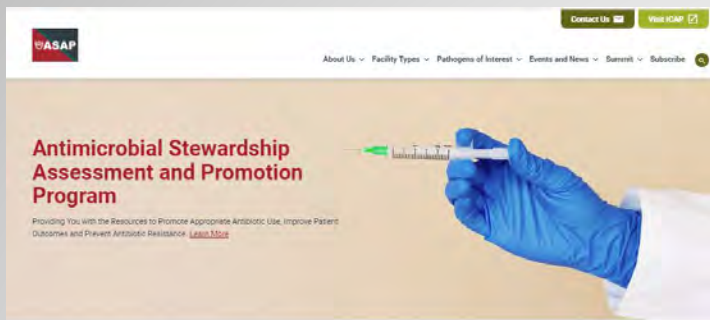 Contact Us
Visit ICAP
ASAP
About Us
Facility Types
Pathogens of Interest
Events and News
Summit
Subscribe
Antimicrobial Stewardship
Assessment and Promotion
Program
Providing You with the Resources to Promote Appropriate Antibiotic Use, Improve Patient
Outcomes and Prevent Antibiotic Resistance. Learn More